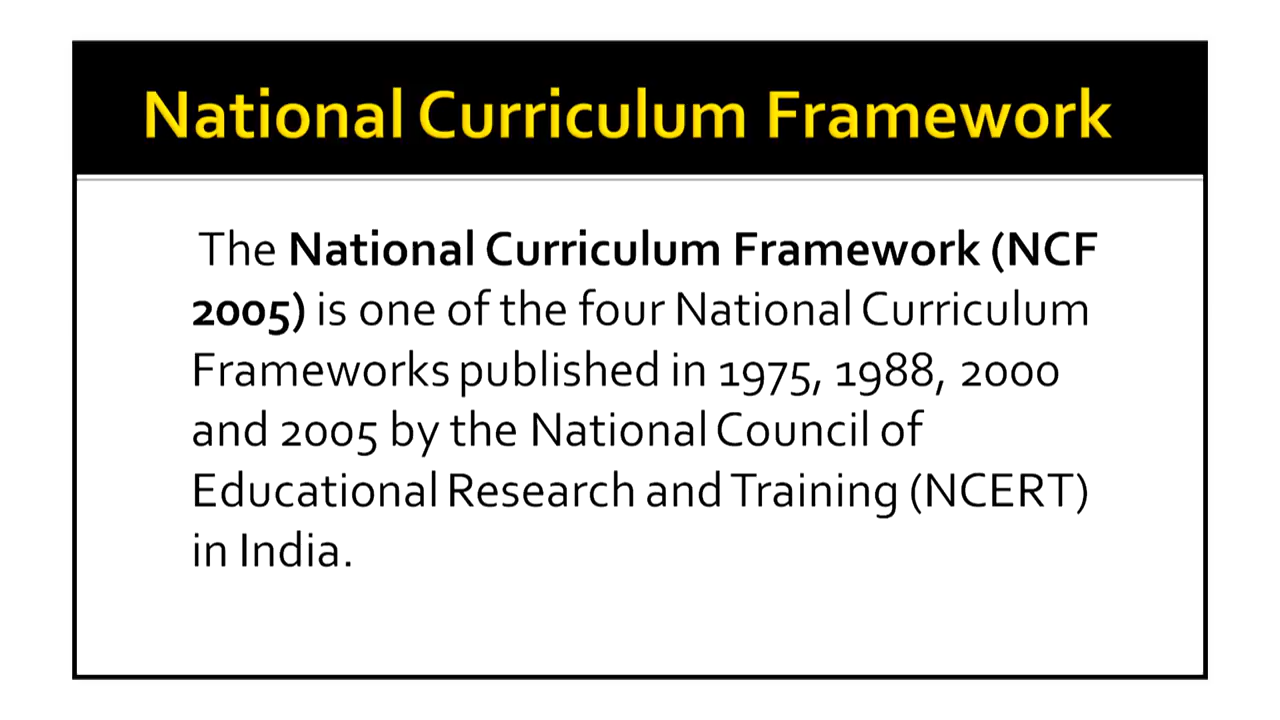 National Curriculum Framework
The National Curriculum Framework (NCF
2005) is one of the four National Curriculum
Frameworks published in 1975, 1988, 2000
and 2005 by the National Council of
Educational Research and Training (NCERT)
in India.